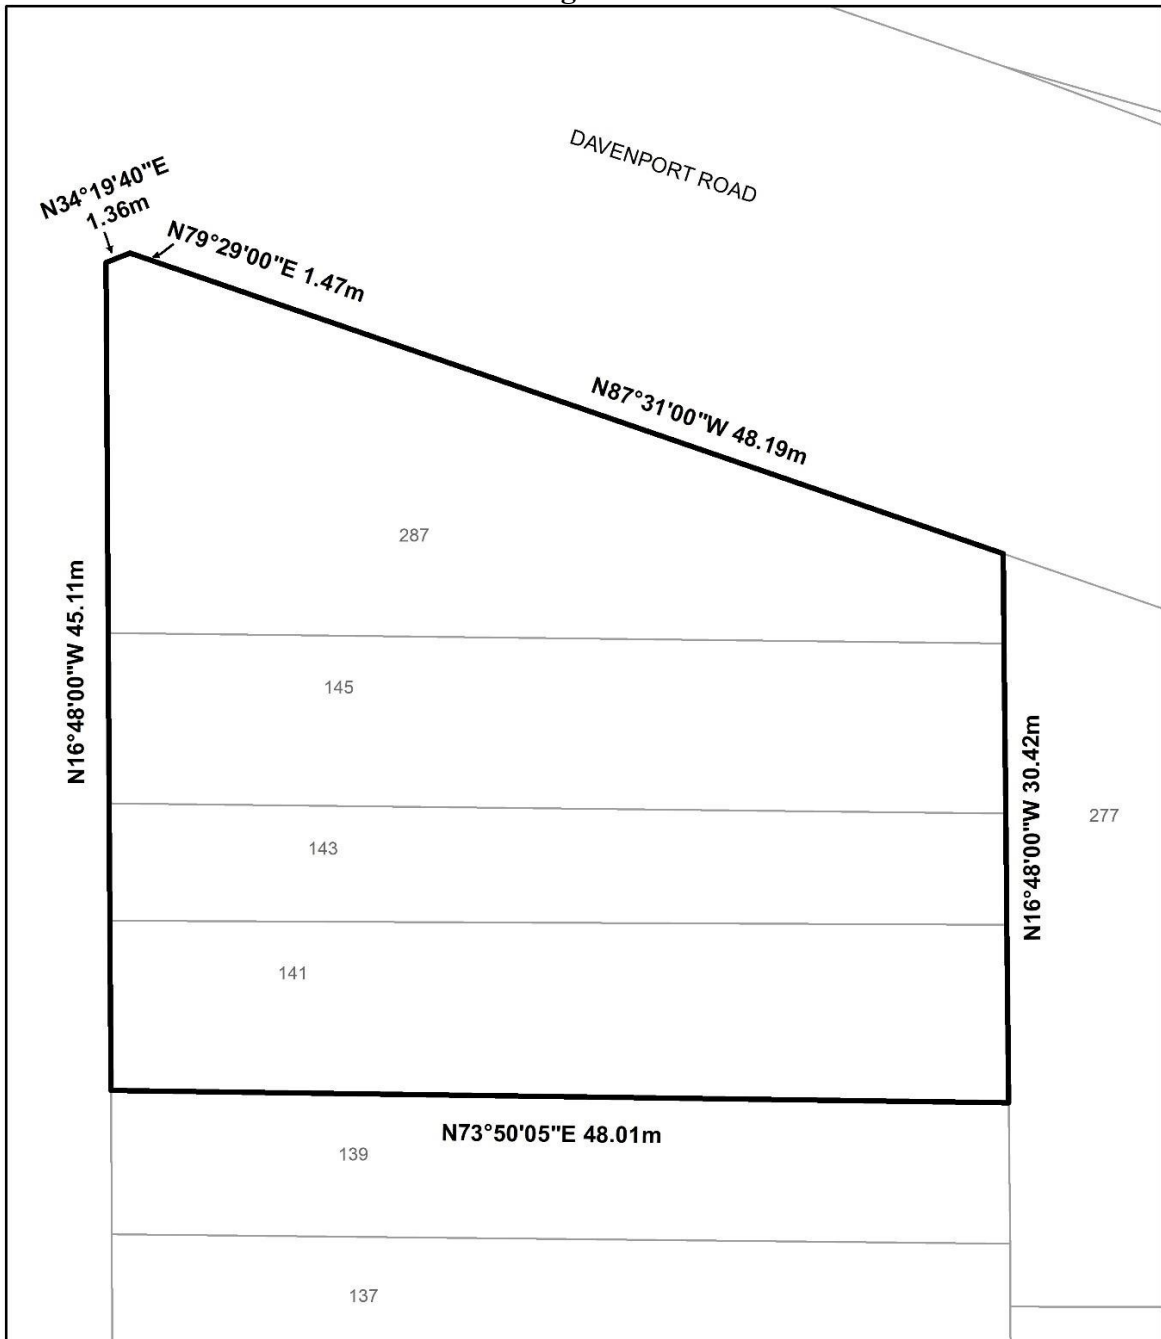 DAVENPORT ROAD
N34°19'40"E
1.36m
N79°29'00"E 1.47m
N87°31'00"W 48.19m
287
N16°48'00"W 45.11m
145
N16°48'00"W 30.42m
277
143
141
N73°50'05"E 48.01m
139
137